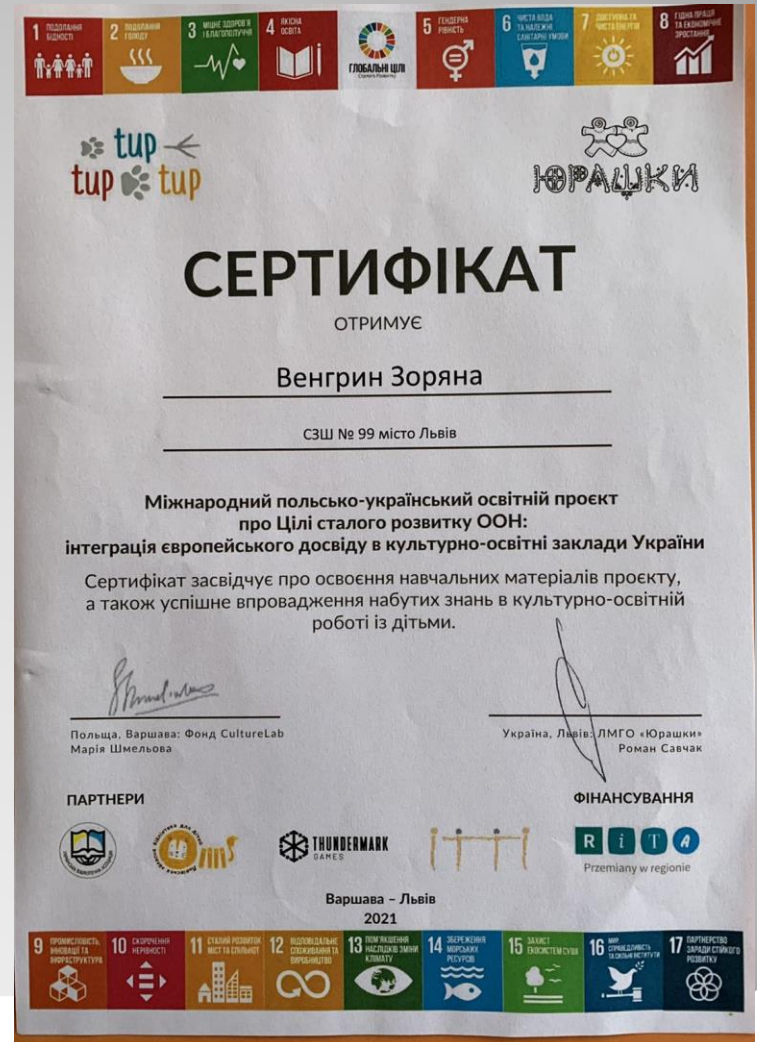 1 ПОДОЛАННЯ БІДНОСТІ
2 ПОДОЛАННЯ ГОЛОДУ
3 МІЦНЕ ЗДОРОВ'Я І БЛАГОПОЛУЧЧЯ
4 ЯКІСНА ОСВІТА
ГЛОБАЛЬНІ ЦІЛІ
Сталого Розвитку
5 ГЕНДЕРНА РІВНІСТЬ
6 ЧИСТА ВОДА ТА НАЛЕЖНІ САНІТАРНІ УМОВИ
7 ДОСТУПНА ТА ЧИСТА ЕНЕРГІЯ
8 ГІДНА ПРАЦЯ ТА ЕКОНОМІЧНЕ ЗРОСТАННЯ
tup
tup tup
ЮРАШКИ
СЕРТИФІКАТ
ОТРИМУЄ
Венгрин Зоряна
СЗШ № 99 місто Львів
Міжнародний польсько-український освітній проєкт
про Цілі сталого розвитку ООН:
інтеграція європейського досвіду в культурно-освітні заклади України
Сертифікат засвідчує про освоєння навчальних матеріалів проєкту,
а також успішне впровадження набутих знань в культурно-освітній
роботі із дітьми.
Польща, Варшава: Фонд CultureLab
Марія Шмельова
Україна, Львів: ЛМГО «Юрашки»
Роман Савчак
ПАРТНЕРИ
ФІНАНСУВАННЯ
THUNDERMARK
GAMES
RiTA
Przemiany w regionie
Варшава – Львів
2021
9 ПРОМИСЛОВІСТЬ, ІННОВАЦІЇ ТА ІНФРАСТРУКТУРА
10 СКОРОЧЕННЯ НЕРІВНОСТІ
11 СТАЛИЙ РОЗВИТОК МІСТ ТА СПІЛЬНОТ
12 ВІДПОВІДАЛЬНЕ СПОЖИВАННЯ ТА ВИРОБНИЦТВО
13 ПОМ'ЯКШЕННЯ НАСЛІДКІВ ЗМІНИ КЛІМАТУ
14 ЗБЕРЕЖЕННЯ МОРСЬКИХ РЕСУРСІВ
15 ЗАХИСТ ЕКОСИСТЕМ СУШІ
16 МИР, СПРАВЕДЛИВІСТЬ ТА СИЛЬНІ ІНСТИТУТИ
17 ПАРТНЕРСТВО ЗАРАДИ СТІЙКОГО РОЗВИТКУ